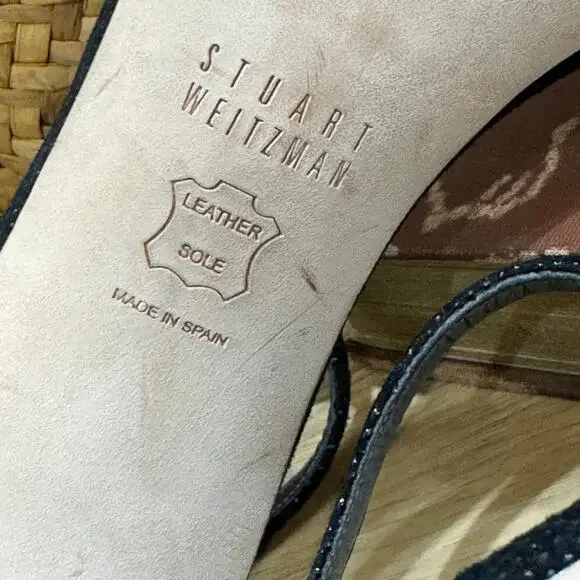 STUART
WEITZMAN
LEATHER
SOLE
MADE IN SPAIN